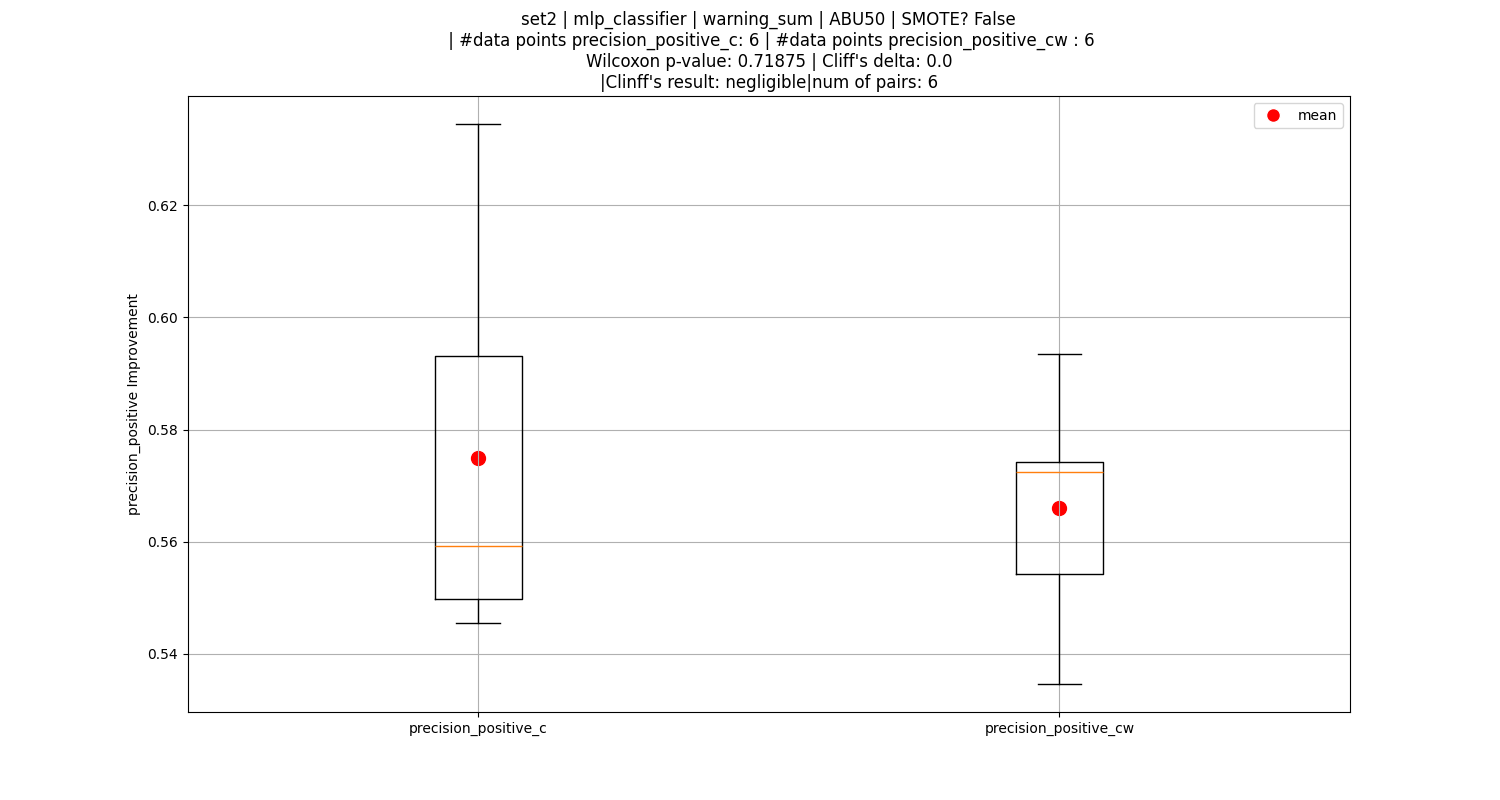 set2 | mlp_classifier | warning_sum | ABU50 | SMOTE? False
| #data points precision_positive_c: 6 | #data points precision_positive_cw : 6
Wilcoxon p-value: 0.71875 | Cliff's delta: 0.0
|Clinff's result: negligible|num of pairs: 6
mean
0.62
0.60
0.58
0.56
0.54
precision_positive Improvement
precision_positive_c
precision_positive_cw